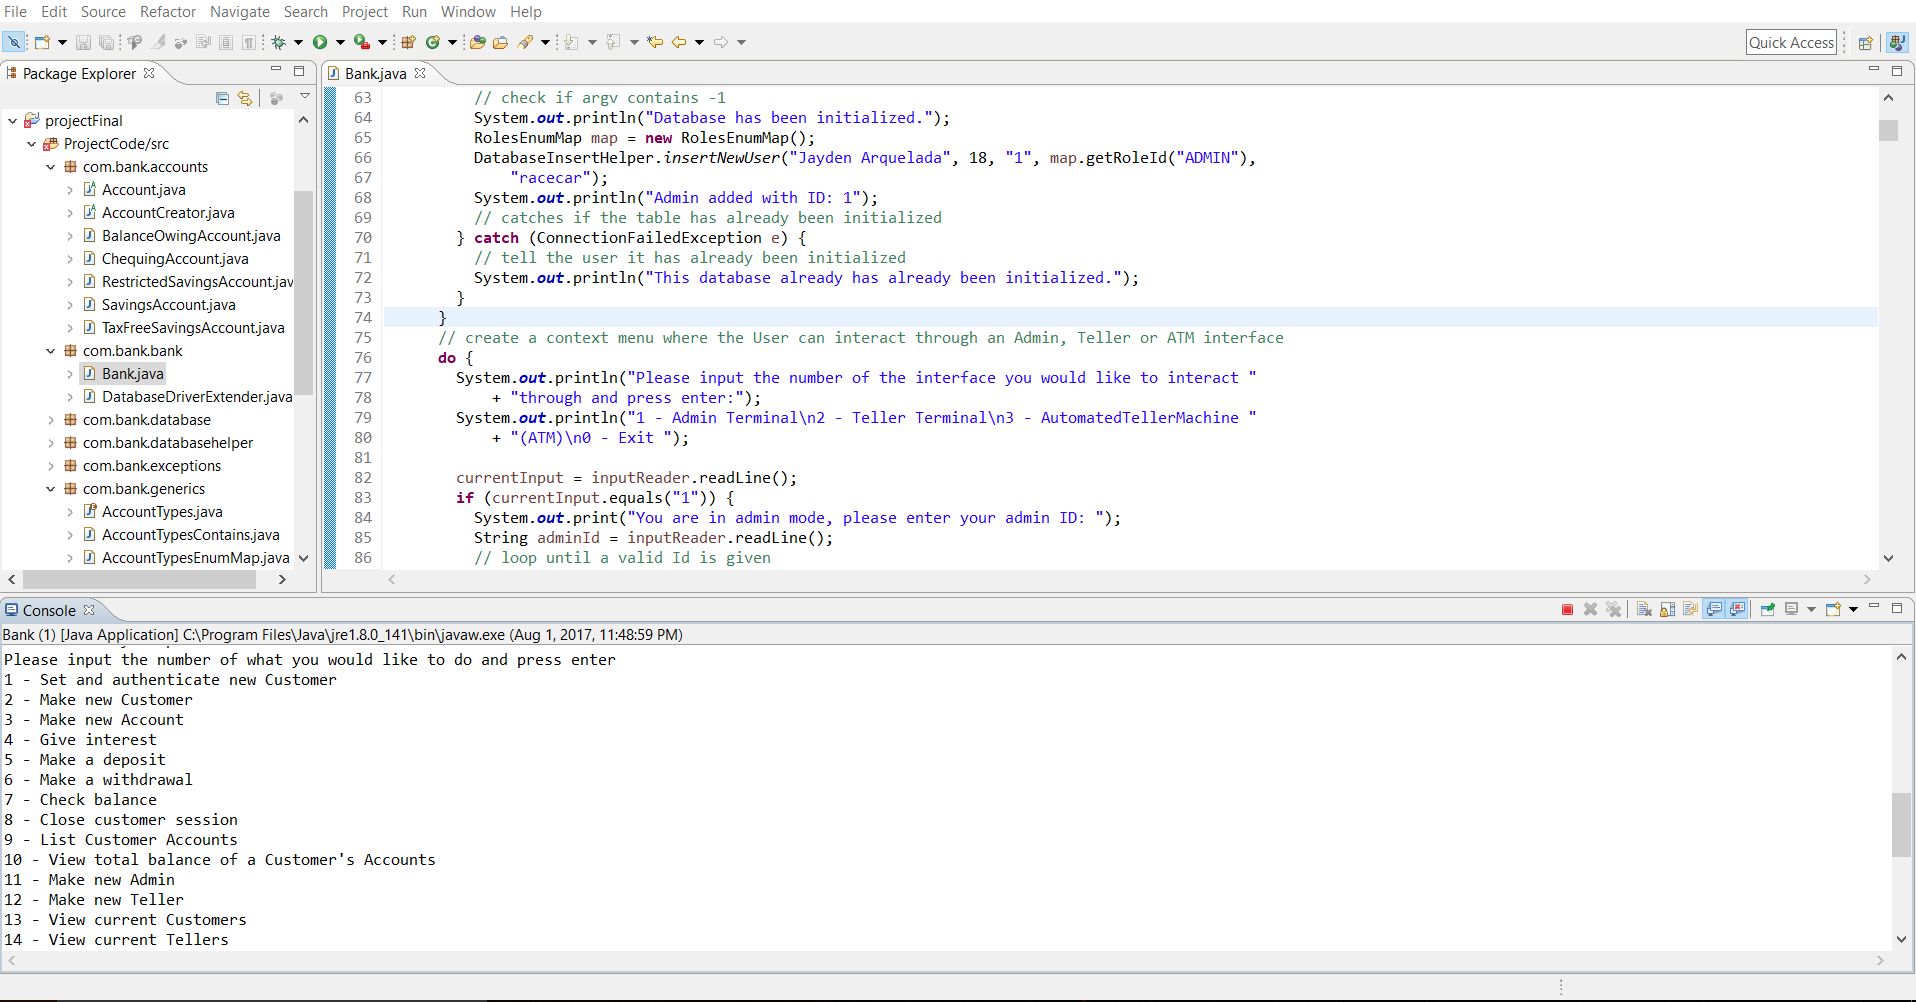 File Edit Source Refactor Navigate Search Project Run Window Help
Quick Access
Package Explorer
projectFinal
ProjectCode/src
com.bank.accounts
Account.java
AccountCreator.java
BalanceOwingAccount.java
ChequingAccount.java
RestrictedSavingsAccount.jav
SavingsAccount.java
TaxFreeSavingsAccount.java
com.bank.bank
Bank.java
DatabaseDriverExtender.java
com.bank.database
com.bank.databasehelper
com.bank.exceptions
com.bank.generics
AccountTypes.java
AccountTypesContains.java
AccountTypesEnumMap.java
Bank.java
63 // check if argv contains -1
64 System.out.println("Database has been initialized.");
65 RolesEnumMap map = new RolesEnumMap();
66 DatabaseInsertHelper.insertNewUser("Jayden Arquelada", 18, "1", map.getRoleId("ADMIN"),
67 "racecar");
68 System.out.println("Admin added with ID: 1");
69 // catches if the table has already been initialized
70 } catch (ConnectionFailedException e) {
71 // tell the user it has already been initialized
72 System.out.println("This database already has already been initialized.");
73 }
74 }
75 // create a context menu where the User can interact through an Admin, Teller or ATM interface
76 do {
77 System.out.println("Please input the number of the interface you would like to interact "
78 + "through and press enter:");
79 System.out.println("1 - Admin Terminal\n2 - Teller Terminal\n3 - AutomatedTellerMachine "
80 + "(ATM)\n0 - Exit ");
81
82 currentInput = inputReader.readLine();
83 if (currentInput.equals("1")) {
84 System.out.print("You are in admin mode, please enter your admin ID: ");
85 String adminId = inputReader.readLine();
86 // loop until a valid Id is given
Console
Bank (1) [Java Application] C:\Program Files\Java\jre1.8.0_141\bin\javaw.exe (Aug 1, 2017, 11:48:59 PM)
Please input the number of what you would like to do and press enter
1 - Set and authenticate new Customer
2 - Make new Customer
3 - Make new Account
4 - Give interest
5 - Make a deposit
6 - Make a withdrawal
7 - Check balance
8 - Close customer session
9 - List Customer Accounts
10 - View total balance of a Customer's Accounts
11 - Make new Admin
12 - Make new Teller
13 - View current Customers
14 - View current Tellers